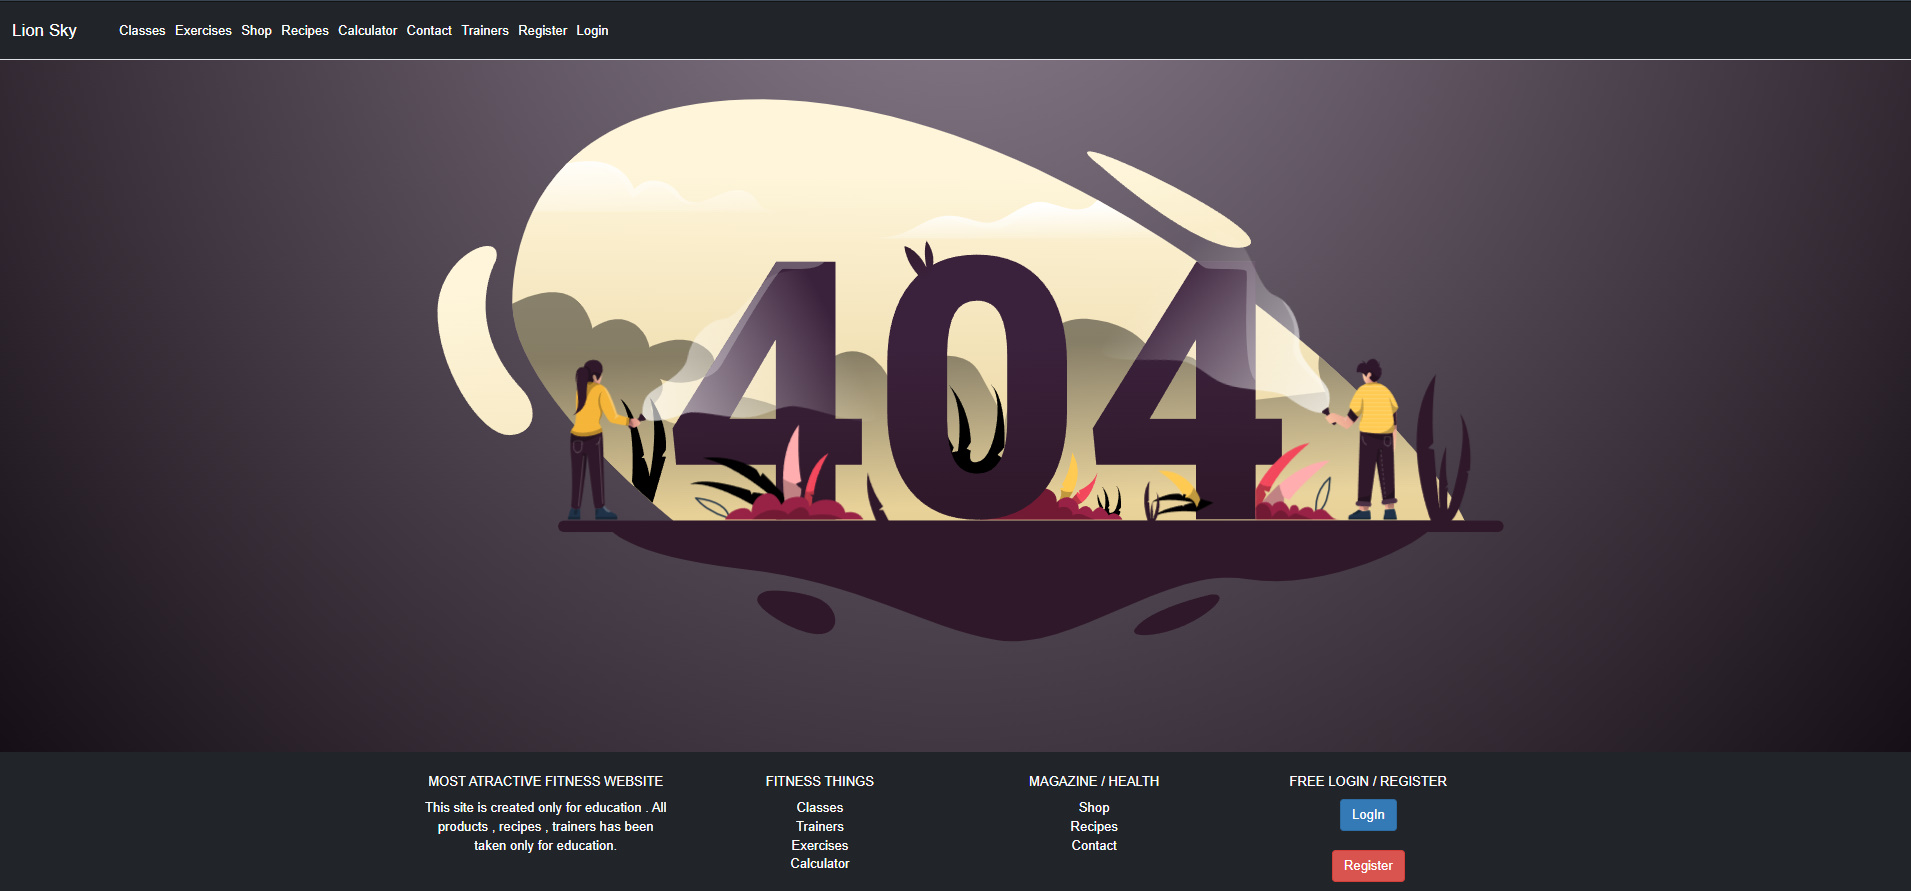 Lion Sky Classes Exercises Shop Recipes Calculator Contact Trainers Register Login
404
MOST ATRACTIVE FITNESS WEBSITE
This site is created only for education . All
products , recipes , trainers has been
taken only for education.
FITNESS THINGS
Classes
Trainers
Exercises
Calculator
MAGAZINE / HEALTH
Shop
Recipes
Contact
FREE LOGIN / REGISTER
LogIn
Register